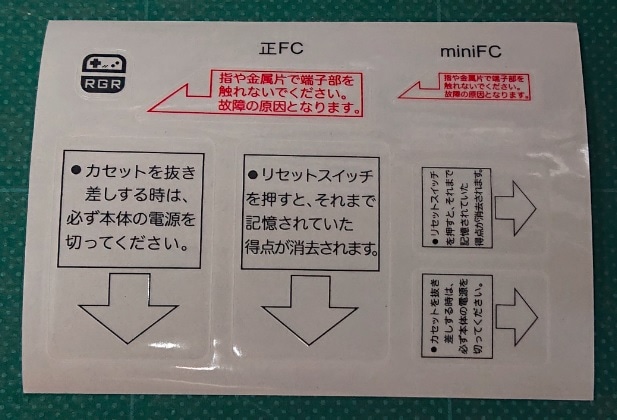 正FC
miniFC
RGR
指や金属片で端子部を
触れないでください。
故障の原因となります。
指や金属片で端子部を
触れないでください。
故障の原因となります。
●カセットを抜き
差しする時は、
必ず本体の電源を
切ってください。
●リセットスイッチ
を押すと、それまで
記憶されていた
得点が消去されます。
●リセットスイッチ
を押すと、それまで
記憶されていた
得点が消去されます。
●カセットを抜き
差しする時は、
必ず本体の電源を
切ってください。